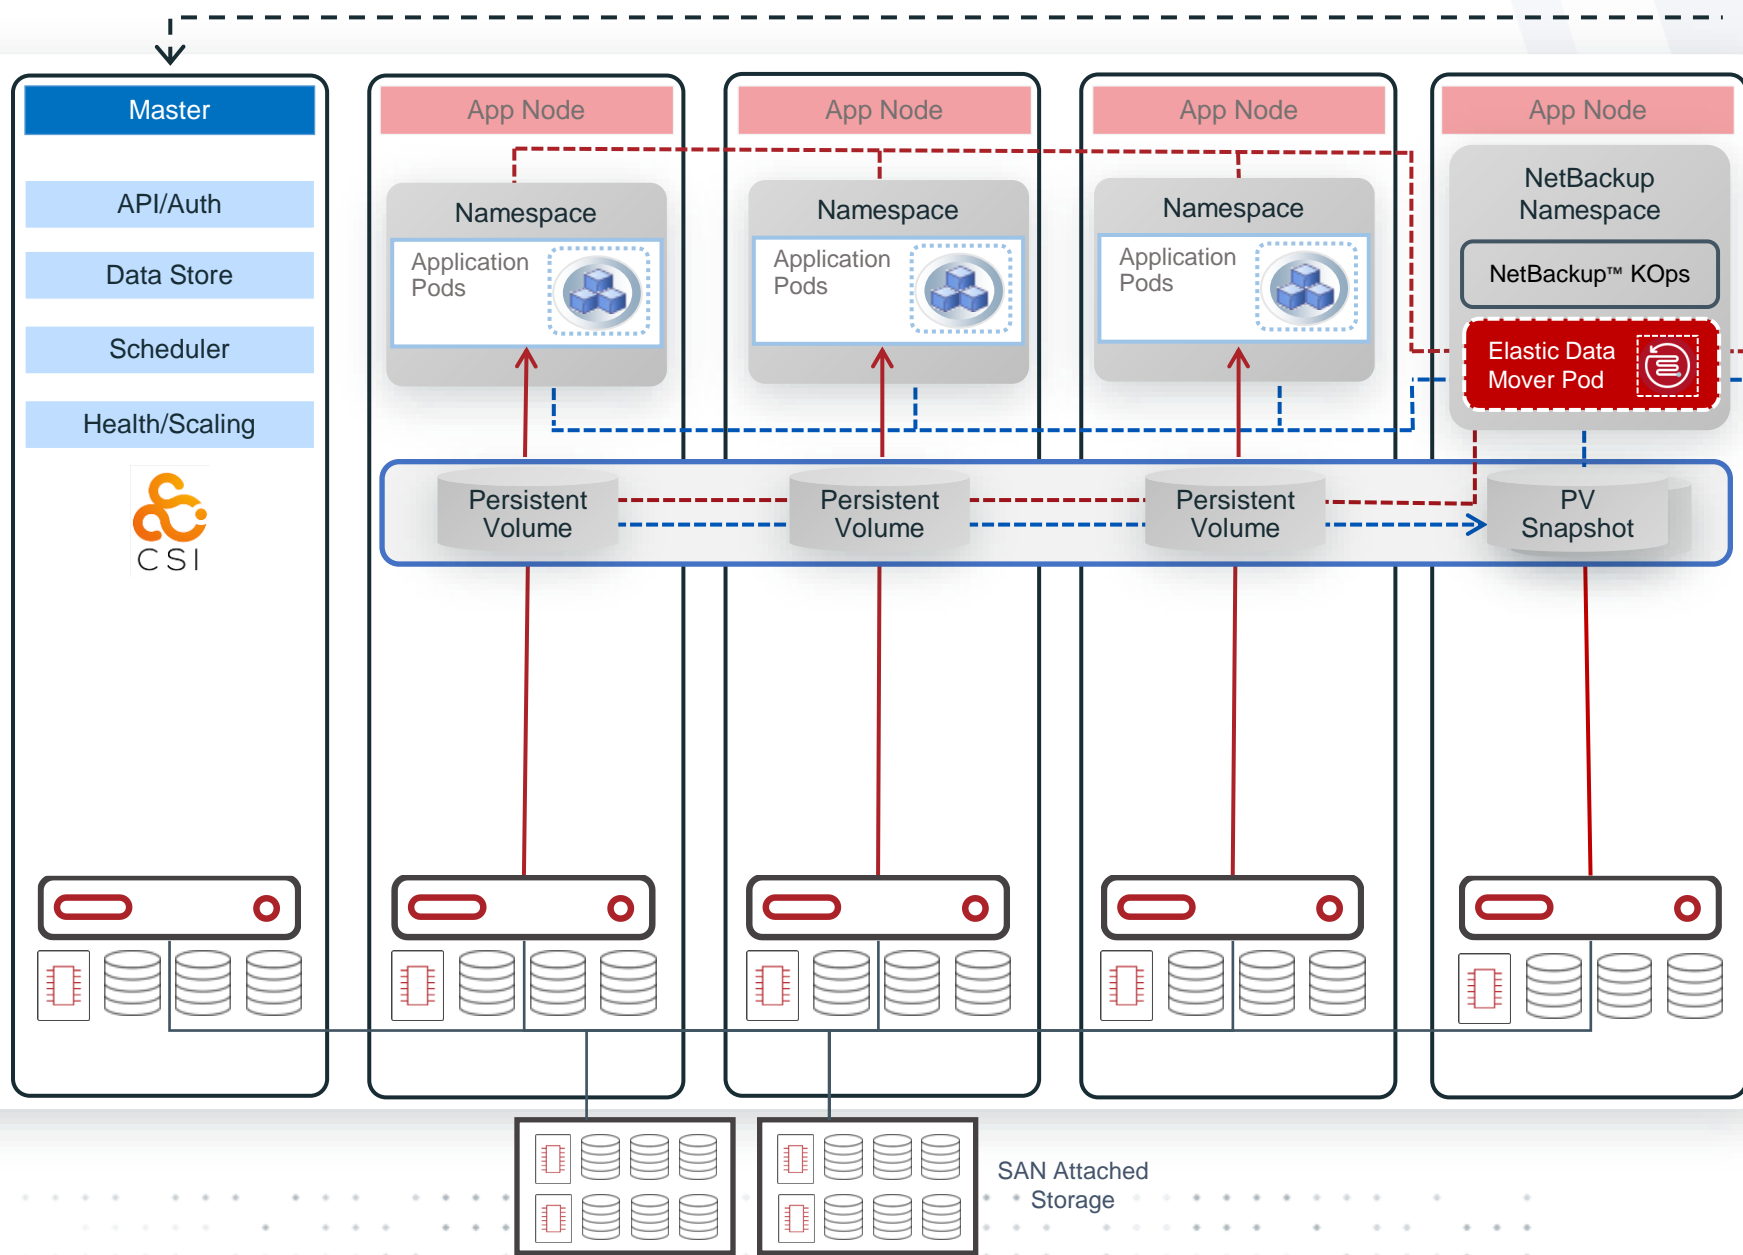 Master
API/Auth
Data Store
Scheduler
Health/Scaling
CSI
App Node
Namespace
Application
Pods
Persistent
Volume
App Node
Namespace
Application
Pods
Persistent
Volume
App Node
Namespace
Application
Pods
Persistent
Volume
App Node
NetBackup
Namespace
NetBackup™ KOps
Elastic Data
Mover Pod
PV
Snapshot
SAN Attached
Storage